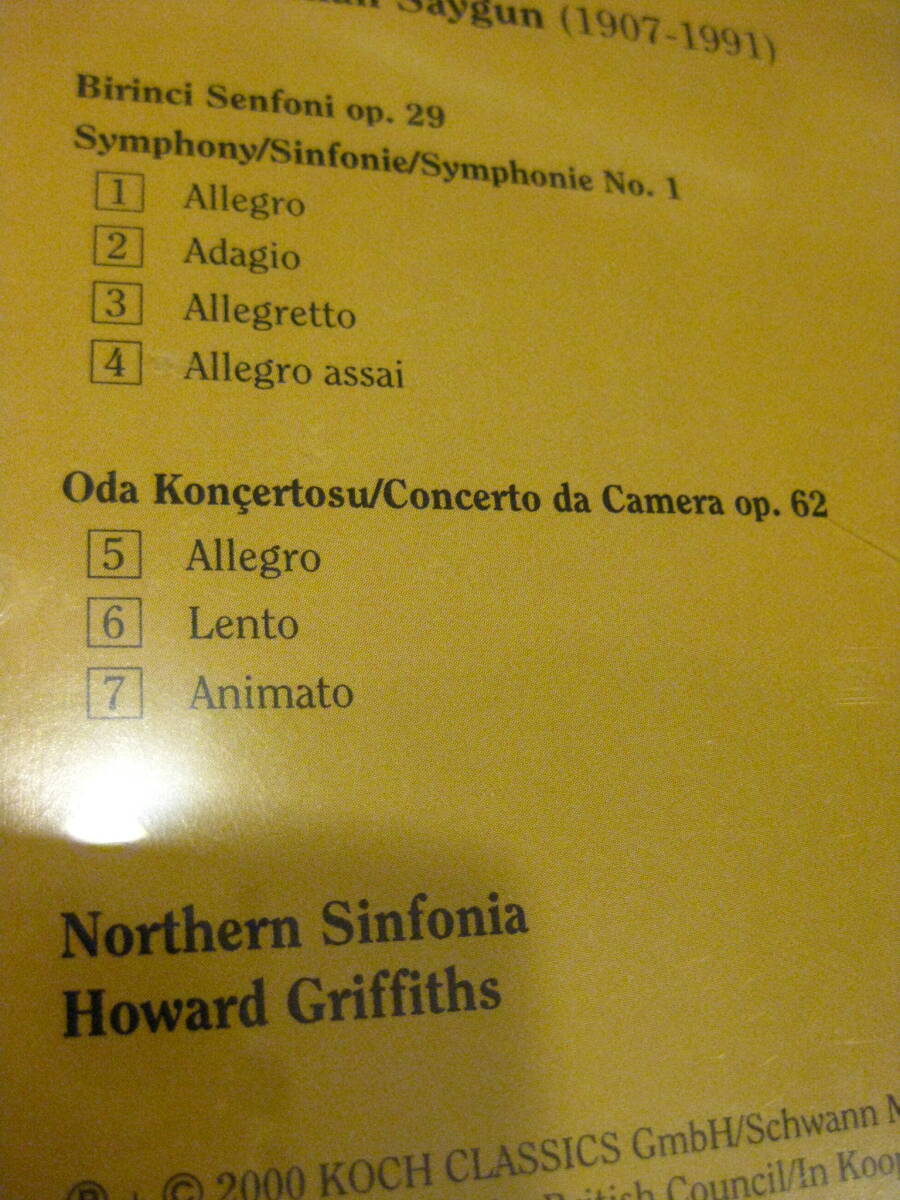 Saygun (1907-1991)
Birinci Senfoni op. 29
Symphony/Sinfonie/Symphonie No. 1
1 Allegro
2 Adagio
3 Allegretto
4 Allegro assai
Oda Konçertosu/Concerto da Camera op. 62
5 Allegro
6 Lento
7 Animato
Northern Sinfonia
Howard Griffiths
℗ + © 2000 KOCH CLASSICS GmbH/Schwann
British Council/In